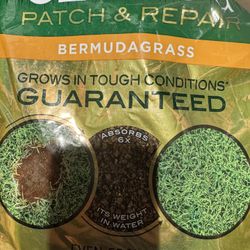 PATCH & REPAIR
BERMUDAGRASS
GROWS IN TOUGH CONDITIONS*
GUARANTEED
ABSORBS
6X
ITS WEIGHT
IN WATER